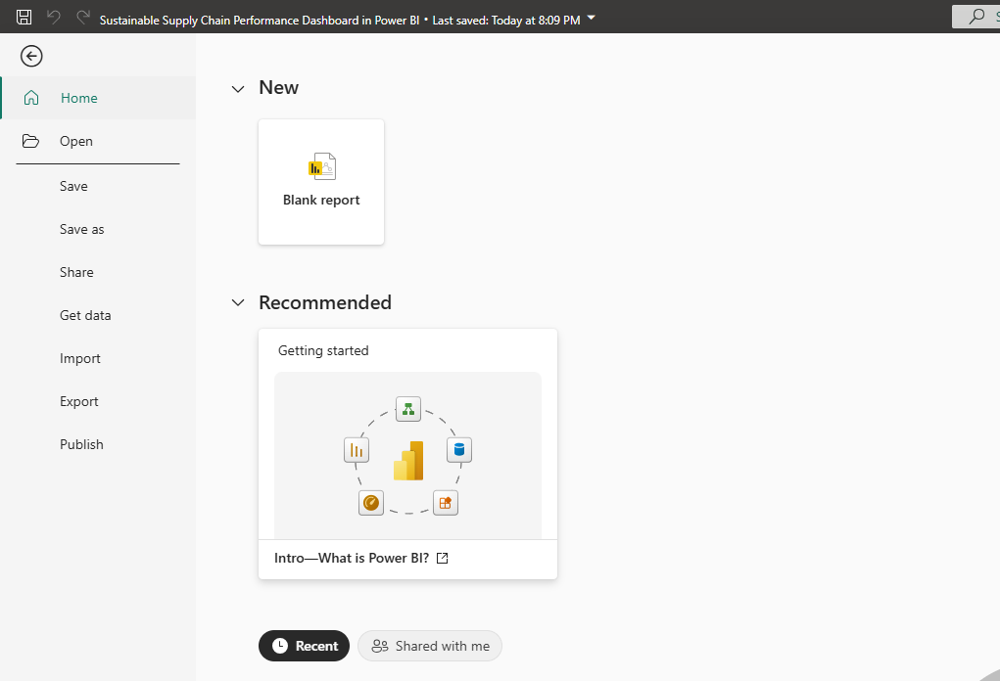 Sustainable Supply Chain Performance Dashboard in Power BI • Last saved: Today at 8:09 PM
Home
Open
Save
Save as
Share
Get data
Import
Export
Publish
New
Blank report
Recommended
Getting started
Intro—What is Power BI?
Recent
Shared with me